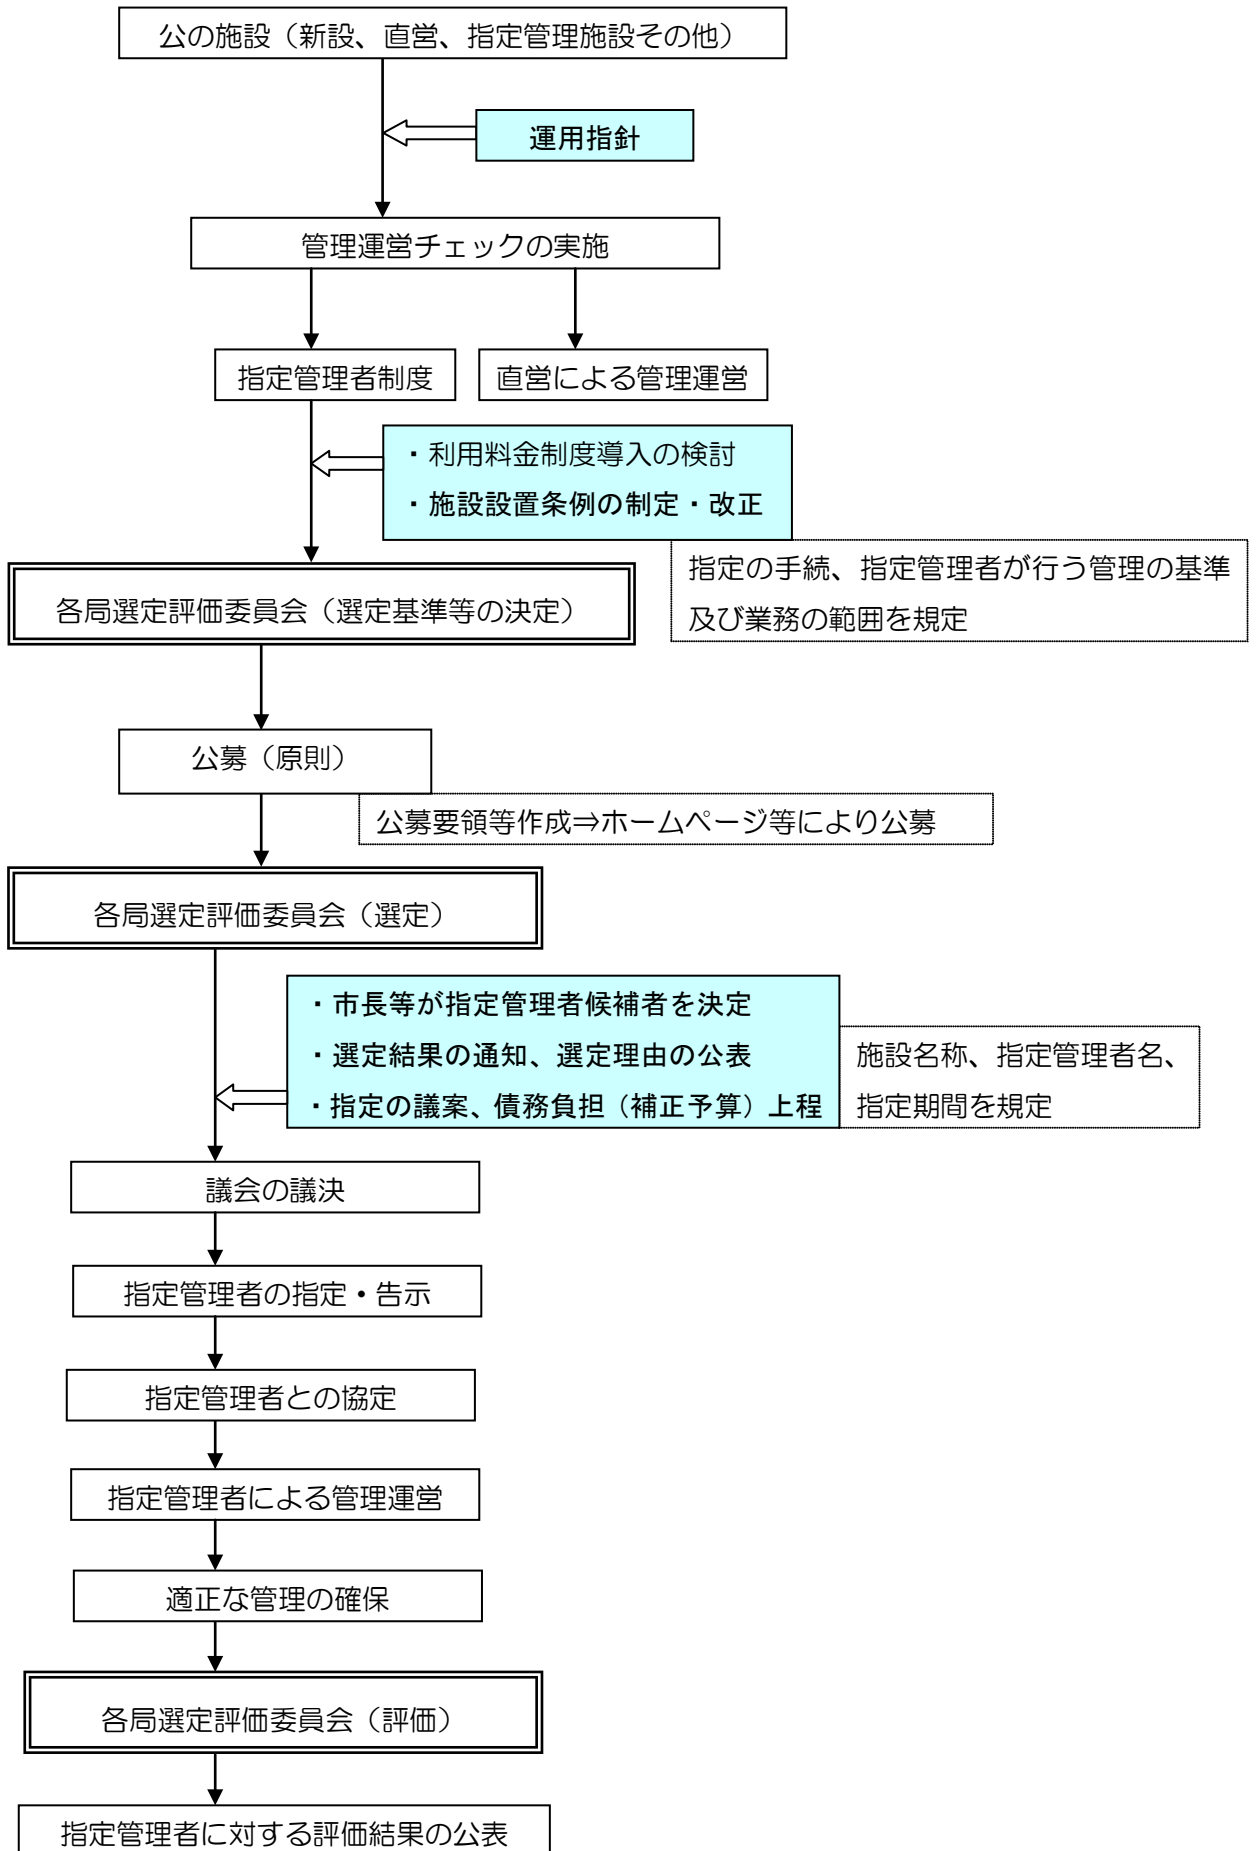 公の施設（新設、直営、指定管理施設その他）
運用指針
管理運営チェックの実施
指定管理者制度
直営による管理運営
・利用料金制度導入の検討
・施設設置条例の制定・改正
指定の手続、指定管理者が行う管理の基準
及び業務の範囲を規定
各局選定評価委員会（選定基準等の決定）
公募（原則）
公募要領等作成⇒ホームページ等により公募
各局選定評価委員会（選定）
・市長等が指定管理者候補者を決定
・選定結果の通知、選定理由の公表
・指定の議案、債務負担（補正予算）上程
施設名称、指定管理者名、
指定期間を規定
議会の議決
指定管理者の指定・告示
指定管理者との協定
指定管理者による管理運営
適正な管理の確保
各局選定評価委員会（評価）
指定管理者に対する評価結果の公表